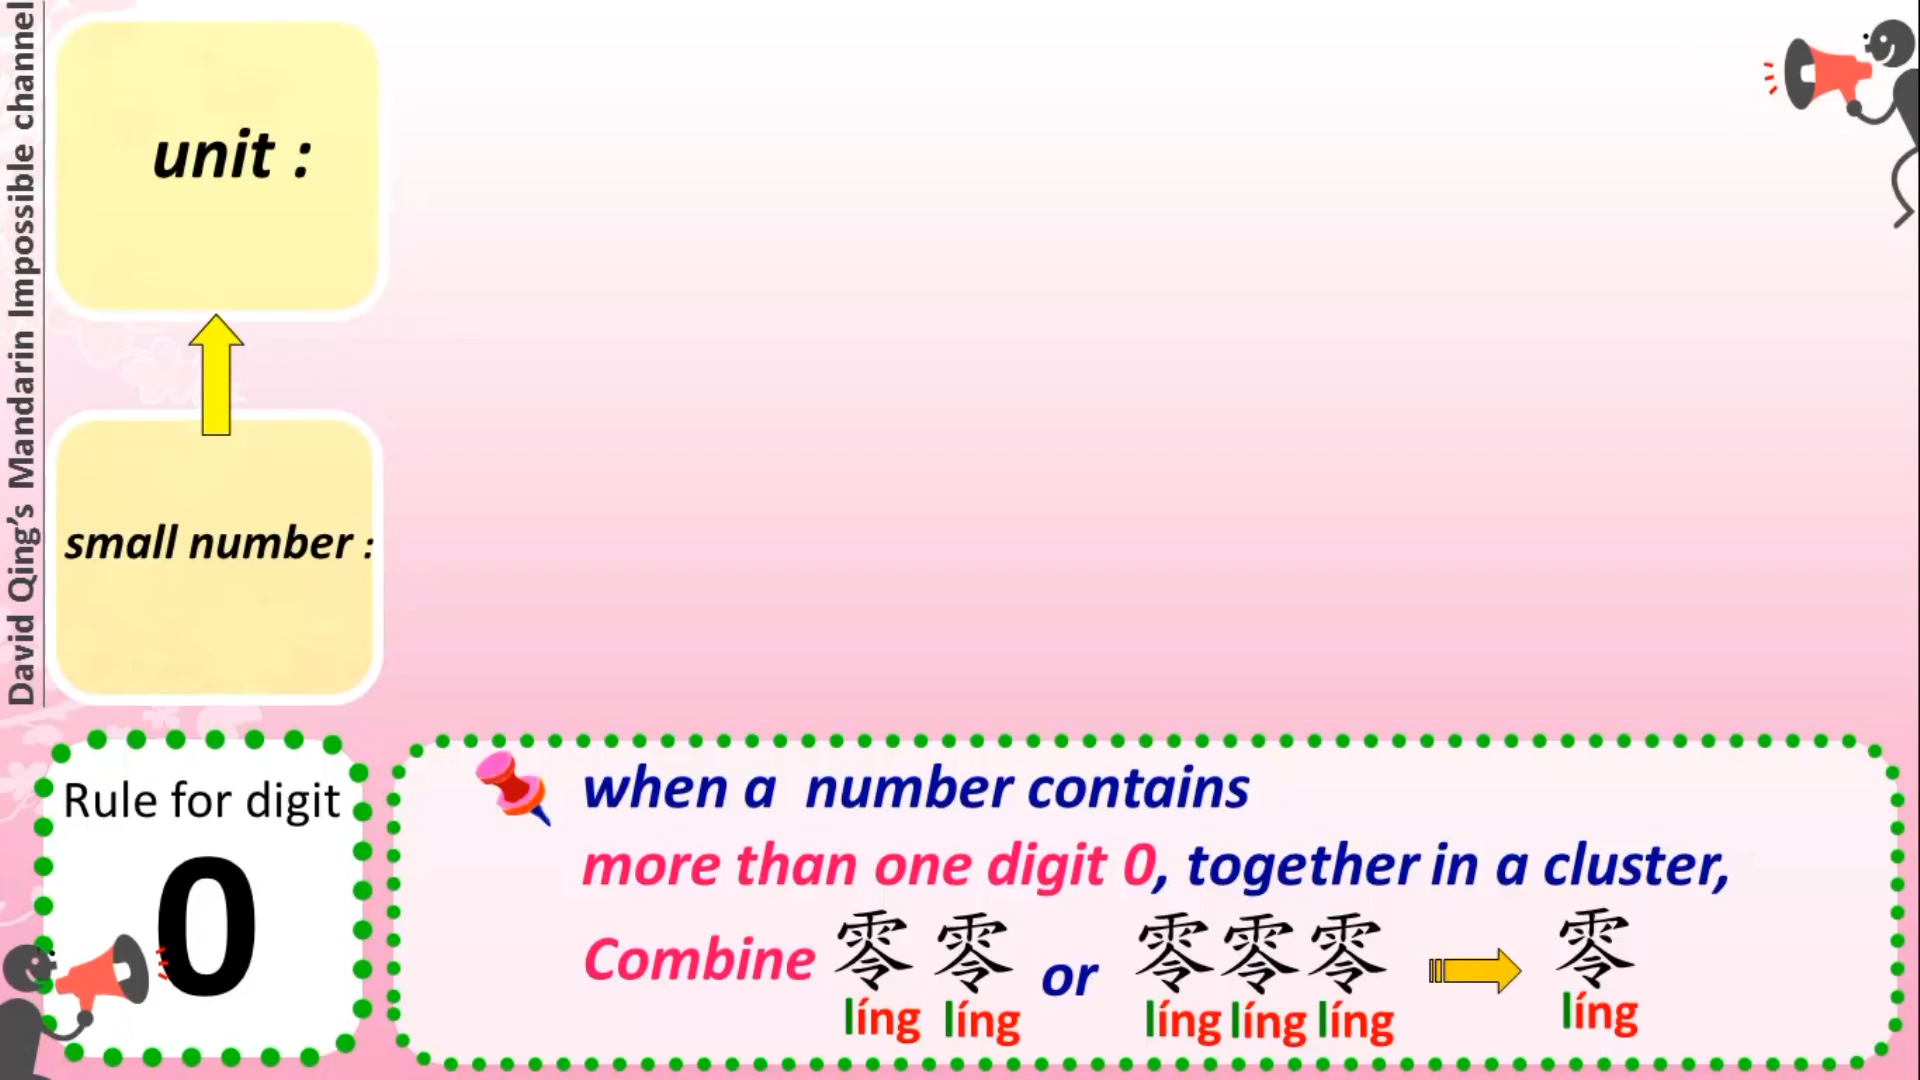 David Qing's Mandarin Impossible channel
unit :
small number :
Rule for digit
0
when a number contains
more than one digit 0, together in a cluster,
Combine 零 零 or 零零零 零
líng líng líng líng líng líng